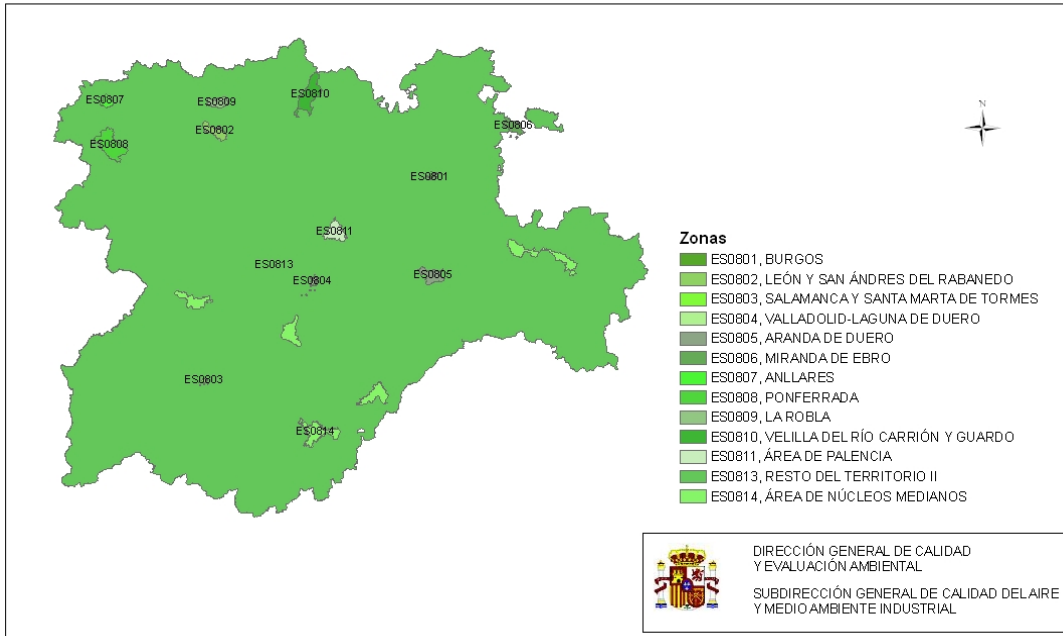 ES0807
ES0809
ES0810
ES0802
ES0806
ES0808
ES0801
ES0811
ES0813
ES0804
ES0805
ES0803
ES0814
N
Zonas
ES0801, BURGOS
ES0802, LEÓN Y SAN ÁNDRES DEL RABANEDO
ES0803, SALAMANCA Y SANTA MARTA DE TORMES
ES0804, VALLADOLID-LAGUNA DE DUERO
ES0805, ARANDA DE DUERO
ES0806, MIRANDA DE EBRO
ES0807, ANLLARES
ES0808, PONFERRADA
ES0809, LA ROBLA
ES0810, VELILLA DEL RÍO CARRIÓN Y GUARDO
ES0811, ÁREA DE PALENCIA
ES0813, RESTO DEL TERRITORIO II
ES0814, ÁREA DE NÚCLEOS MEDIANOS
DIRECCIÓN GENERAL DE CALIDAD
Y EVALUACIÓN AMBIENTAL
SUBDIRECCIÓN GENERAL DE CALIDAD DEL AIRE
Y MEDIO AMBIENTE INDUSTRIAL